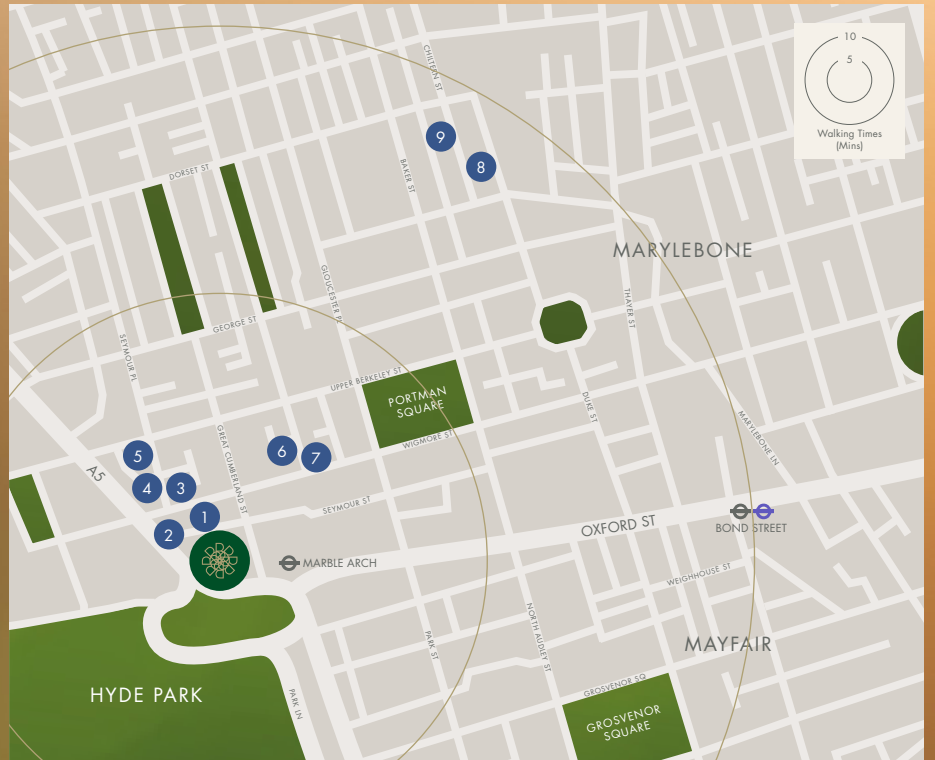 10
5
Walking Times
(Mins)
CHILTERN ST
9
8
BAKER ST
DORSET ST
MARYLEBONE
GLOUCESTER PL
THAYER ST
GEORGE ST
SEYMOUR PL
UPPER BERKELEY ST
PORTMAN
SQUARE
DUKE ST
MARYLEBONE LN
WIGMORE ST
GREAT CUMBERLAND ST
5
6
7
A5
4
3
SEYMOUR ST
1
2
OXFORD ST
BOND STREET
MARBLE ARCH
WEIGHHOUSE ST
NORTH AUDLEY ST
PARK ST
MAYFAIR
GROSVENOR SQ
HYDE PARK
PARK LN
GROSVENOR
SQUARE